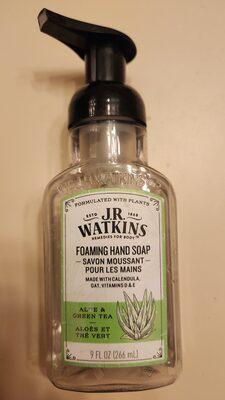 FORMULATED WITH PLANTS
ESTD 1868
J.R.
WATKINS
REMEDIES FOR BODY™
FOAMING HAND SOAP
SAVON MOUSSANT
POUR LES MAINS
MADE WITH CALENDULA,
OAT, VITAMINS D & E
&
GREEN TEA
ALOÈS ET
THÉ VERT
9 FL OZ (266 mL)